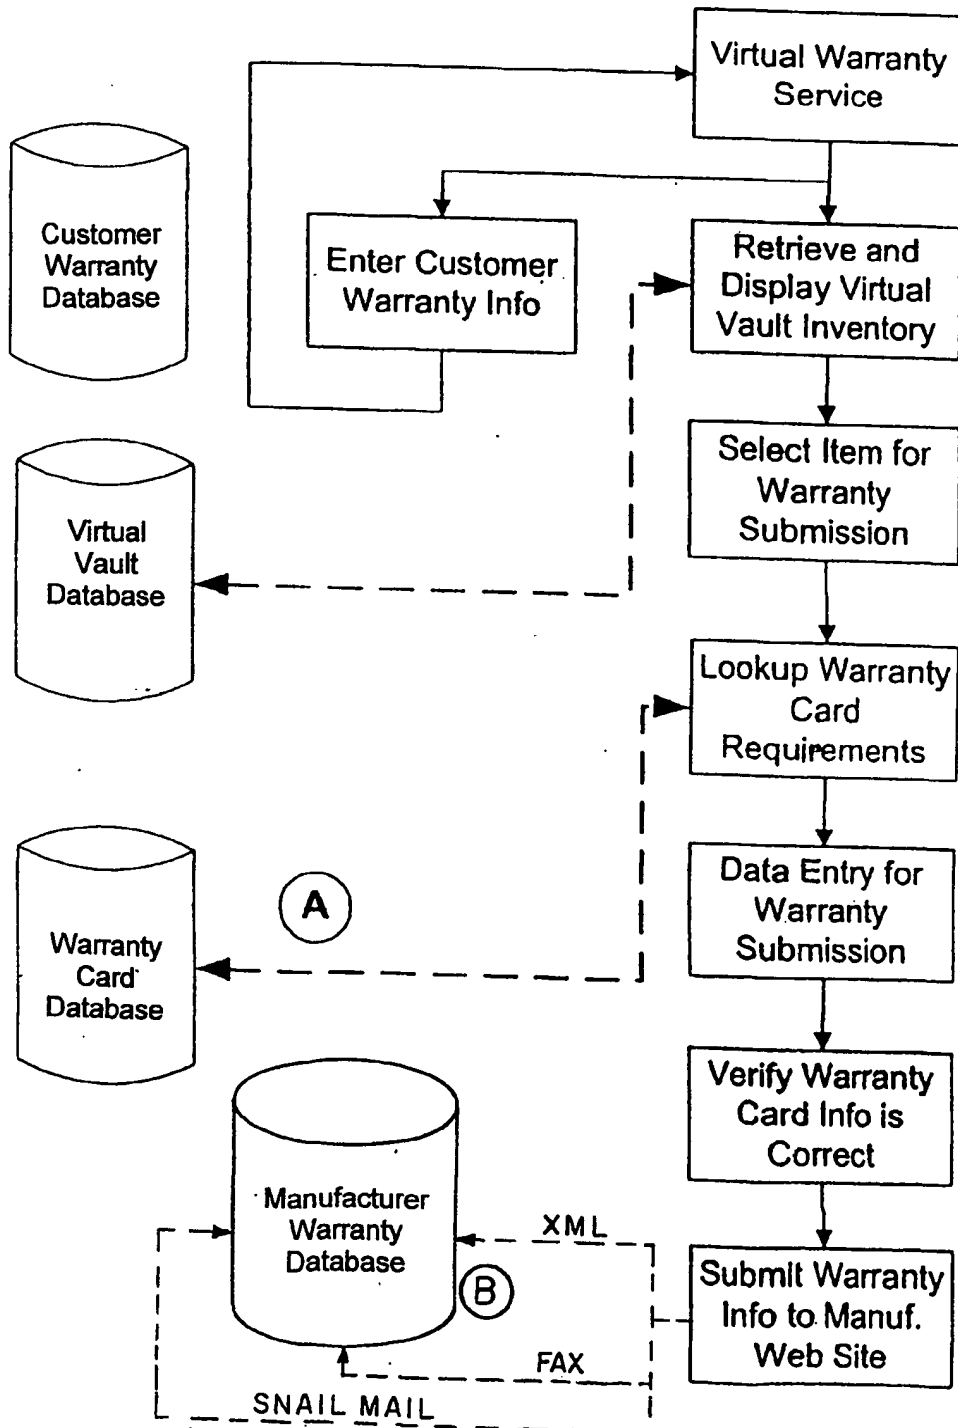 Virtual Warranty
Service
Customer
Warranty
Database
Enter Customer
Warranty Info
Retrieve and
Display Virtual
Vault Inventory
Select Item for
Warranty
Submission
Virtual
Vault
Database
Lookup Warranty
Card
Requirements
A
Data Entry for
Warranty
Submission
Warranty
Card
Database
Verify Warranty
Card Info is
Correct
Manufacturer
Warranty
Database
XML
B
Submit Warranty
Info to Manuf.
Web Site
FAX
SNAIL MAIL